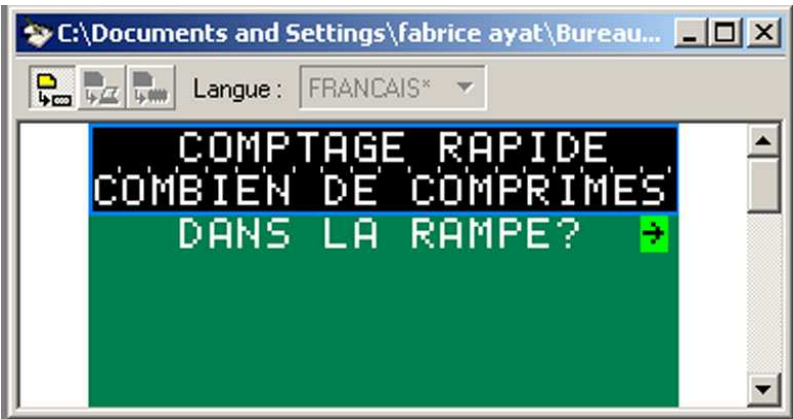 C:\Documents and Settings\fabrice ayat\Bureau...
Langue : FRANCAIS*
COMPTAGE RAPIDE
COMBIEN DE COMPRIMES
DANS LA RAMPE? →